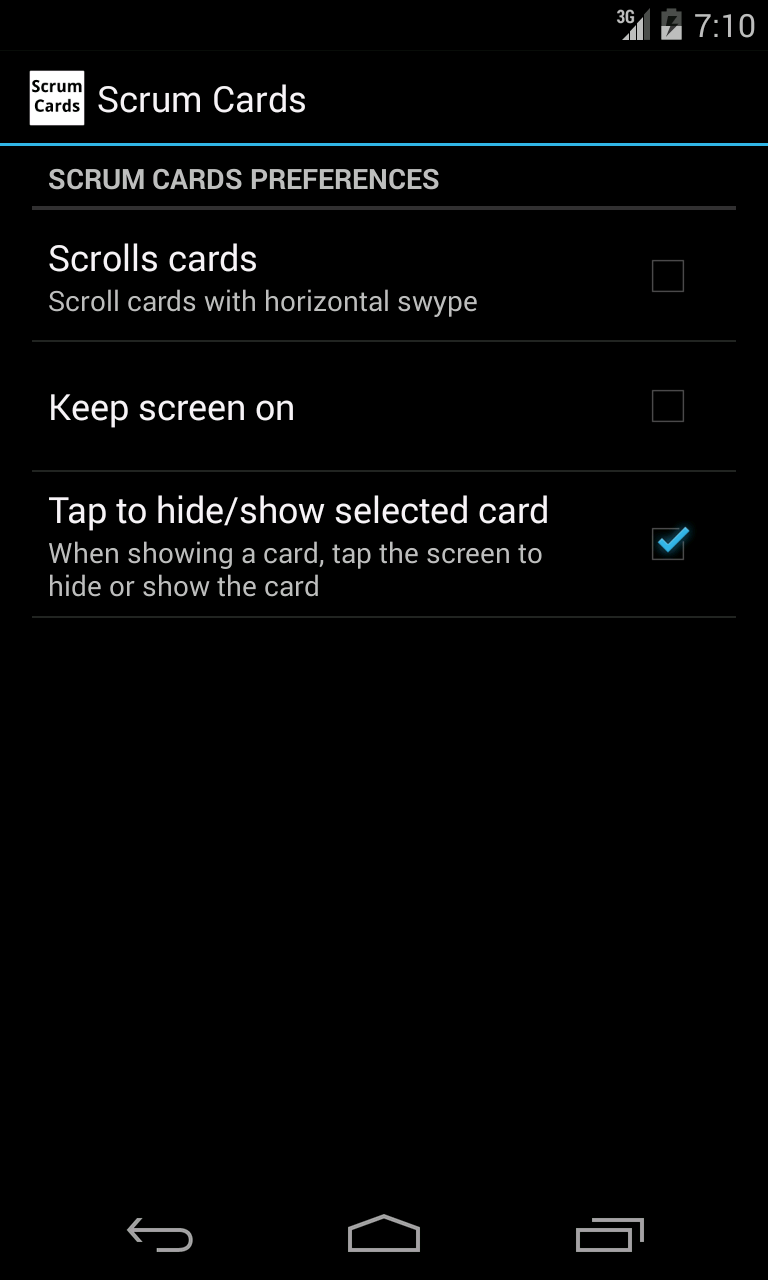 3G 7:10
Scrum
Cards
Scrum Cards
SCRUM CARDS PREFERENCES
Scrolls cards
Scroll cards with horizontal swype
Keep screen on
Tap to hide/show selected card
When showing a card, tap the screen to
hide or show the card